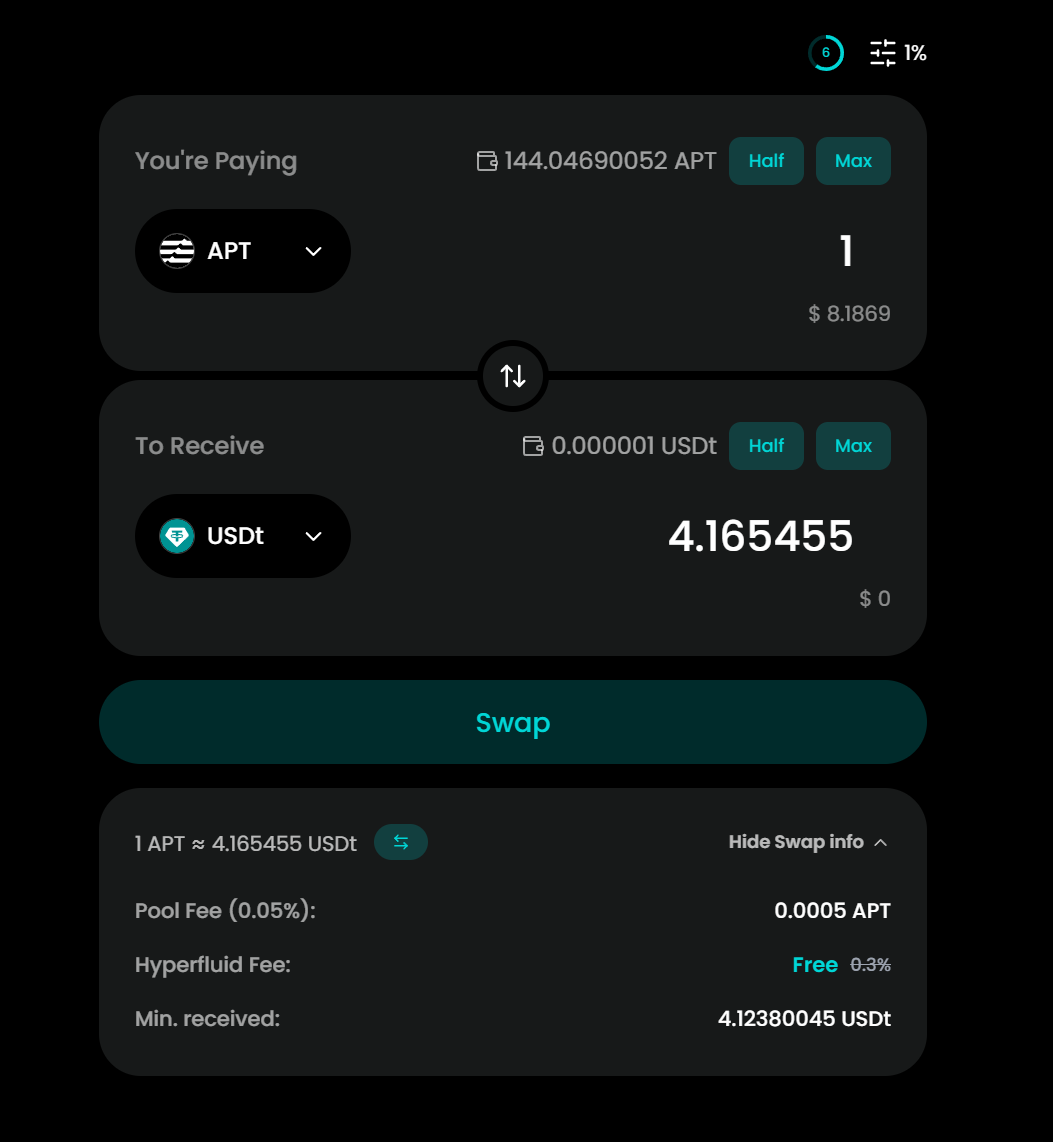 6 1%
You're Paying 144.04690052 APT Half Max
APT 1
$ 8.1869
To Receive 0.000001 USDt Half Max
USDt 4.165455
$ 0
Swap
1 APT ≈ 4.165455 USDt Hide Swap info
Pool Fee (0.05%): 0.0005 APT
Hyperfluid Fee: Free 0.3%
Min. received: 4.12380045 USDt